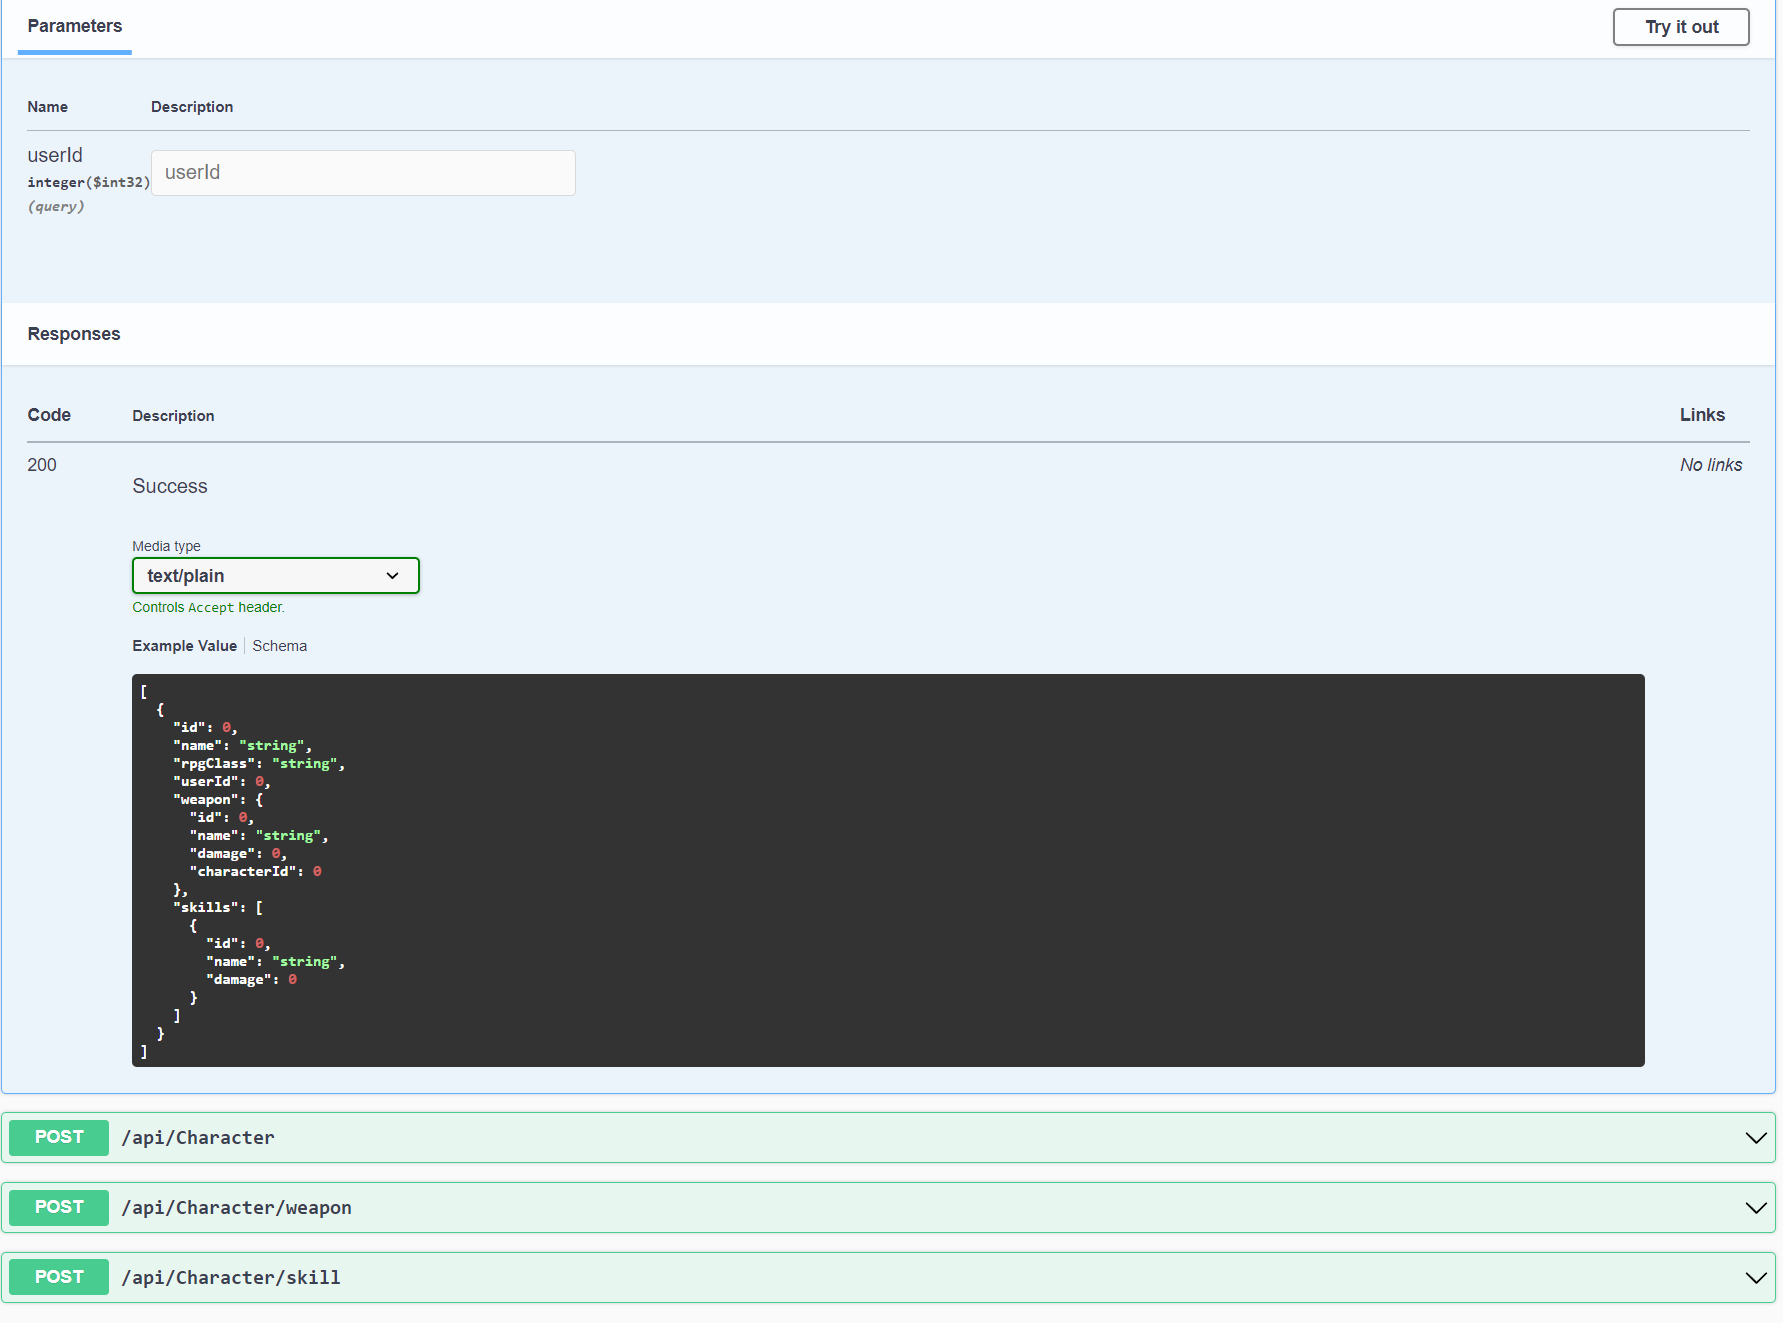 Parameters
Try it out
Name Description
userId
integer($int32)
(query)
userId
Responses
Code Description Links
200
Success
No links
Media type
text/plain
Controls Accept header.
Example Value Schema
[
  {
    "id": 0,
    "name": "string",
    "rpgClass": "string",
    "userId": 0,
    "weapon": {
      "id": 0,
      "name": "string",
      "damage": 0,
      "characterId": 0
    },
    "skills": [
      {
        "id": 0,
        "name": "string",
        "damage": 0
      }
    ]
  }
]
POST /api/Character
POST /api/Character/weapon
POST /api/Character/skill